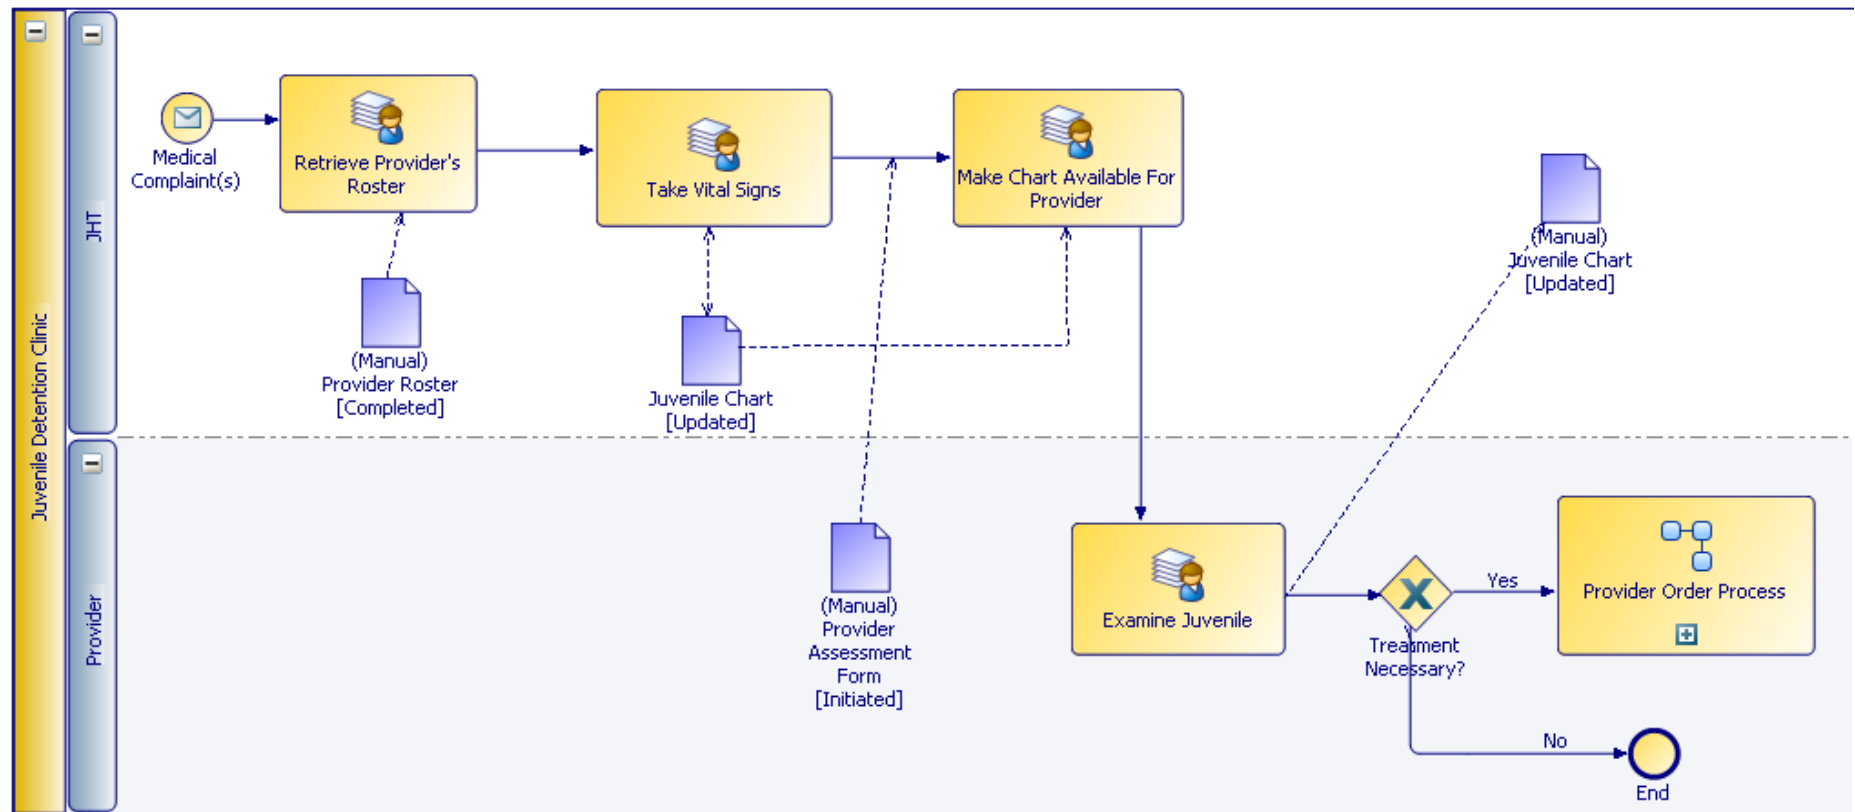 Juvenile Detention Clinic
JHT
Medical
Complaint(s)
Retrieve Provider's
Roster
Take Vital Signs
Make Chart Available For
Provider
(Manual)
Provider Roster
[Completed]
Juvenile Chart
[Updated]
(Manual)
Juvenile Chart
[Updated]
Provider
(Manual)
Provider
Assessment
Form
[Initiated]
Examine Juvenile
Treatment
Necessary?
Yes
Provider Order Process
No
End